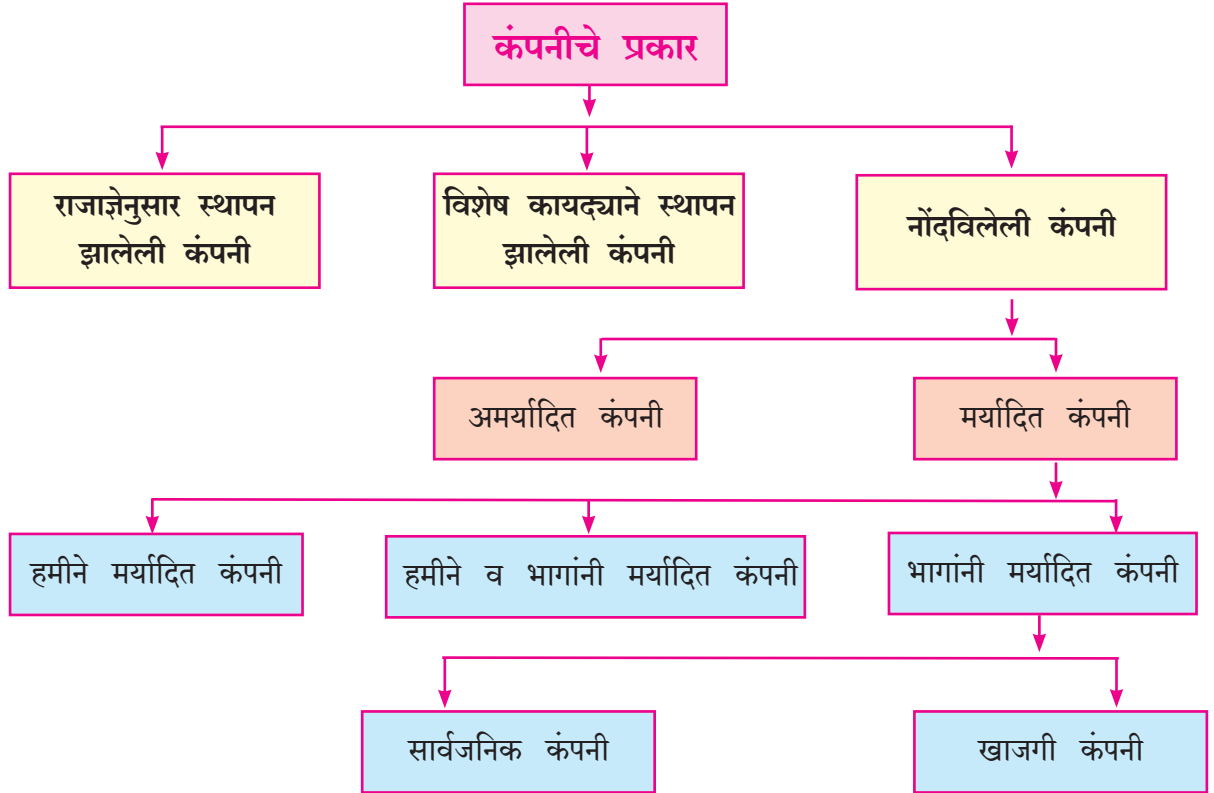 कंपनीचे प्रकार
राजाज्ञेनुसार स्थापन
झालेली कंपनी
विशेष कायद्याने स्थापन
झालेली कंपनी
नोंदविलेली कंपनी
अमर्यादित कंपनी
मर्यादित कंपनी
हमीने मर्यादित कंपनी
हमीने व भागांनी मर्यादित कंपनी
भागांनी मर्यादित कंपनी
सार्वजनिक कंपनी
खाजगी कंपनी